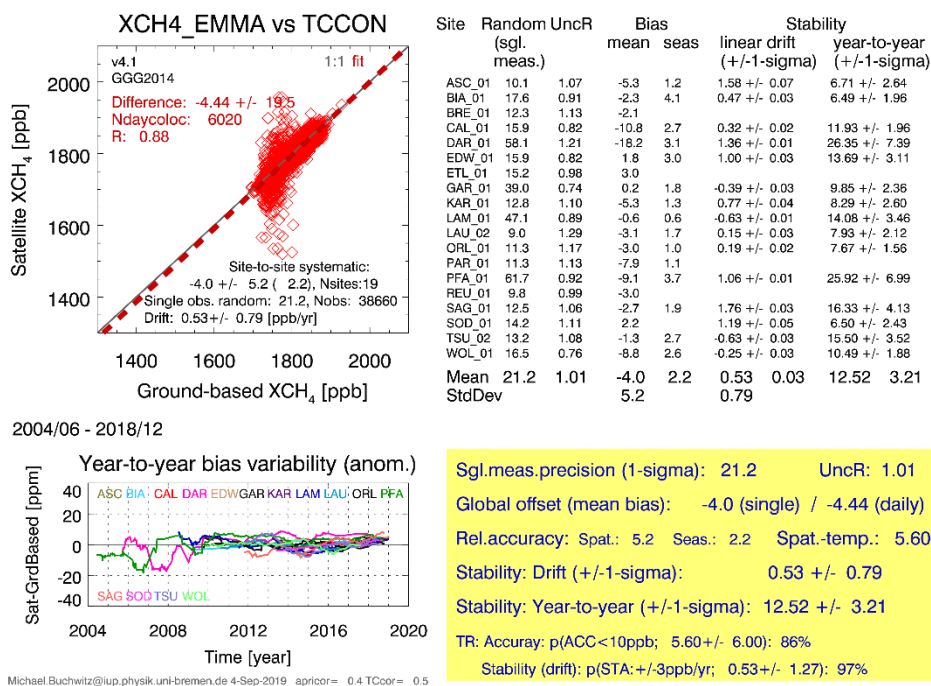 XCH4_EMMA vs TCCON
v4.1
GGG2014
1:1 fit
Difference: -4.44 +/- 19.5
Ndaycoloc: 6020
R: 0.88
Satellite XCH4 [ppb]
2000
1800
1600
1400
Site-to-site systematic:
-4.0 +/- 5.2 ( 2.2), Nsites:19
Single obs. random: 21.2, Nobs: 38660
Drift: 0.53+/- 0.79 [ppb/yr]
1400 1600 1800 2000
Ground-based XCH4 [ppb]
Site Random UncR Bias Stability
(sgl. mean seas linear drift year-to-year
meas.) (+/-1-sigma) (+/-1-sigma)
ASC_01 10.1 1.07 -5.3 1.2 1.58 +/- 0.07 6.71 +/- 2.64
BIA_01 17.6 0.91 -2.3 4.1 0.47 +/- 0.03 6.49 +/- 1.96
BRE_01 12.3 1.13 -2.1
CAL_01 15.9 0.82 -10.8 2.7 0.32 +/- 0.02 11.93 +/- 1.96
DAR_01 58.1 1.21 -18.2 3.1 1.36 +/- 0.01 26.35 +/- 7.39
EDW_01 15.9 0.82 1.8 3.0 1.00 +/- 0.03 13.69 +/- 3.11
ETL_01 15.2 0.98 3.0
GAR_01 39.0 0.74 0.2 1.8 -0.39 +/- 0.03 9.85 +/- 2.36
KAR_01 12.8 1.10 -5.3 1.3 0.77 +/- 0.04 8.29 +/- 2.60
LAM_01 47.1 0.89 -0.6 0.6 -0.63 +/- 0.01 14.08 +/- 3.46
LAU_02 9.0 1.29 -3.1 1.7 0.15 +/- 0.03 7.93 +/- 2.12
ORL_01 11.3 1.17 -3.0 1.0 0.19 +/- 0.02 7.67 +/- 1.56
PAR_01 11.3 1.13 -7.9 1.1
PFA_01 61.7 0.92 -9.1 3.7 1.06 +/- 0.01 25.92 +/- 6.99
REU_01 9.8 0.99 -3.0
SAG_01 12.5 1.06 -2.7 1.9 1.76 +/- 0.03 16.33 +/- 4.13
SOD_01 14.2 1.11 2.2 1.19 +/- 0.05 6.50 +/- 2.43
TSU_02 13.2 1.08 -1.3 2.7 -0.63 +/- 0.03 15.50 +/- 3.52
WOL_01 16.5 0.76 -8.8 2.6 -0.25 +/- 0.03 10.49 +/- 1.88
Mean 21.2 1.01 -4.0 2.2 0.53 0.03 12.52 3.21
StdDev 5.2 0.79
2004/06 - 2018/12
Year-to-year bias variability (anom.)
Sat-GrdBased [ppm]
40
20
0
-20
-40
ASC BIA CAL DAR EDW GAR KAR LAM LAU ORL PFA
SAG SOD TSU WOL
2004 2008 2012 2016 2020
Time [year]
Sgl.meas.precision (1-sigma): 21.2 UncR: 1.01
Global offset (mean bias): -4.0 (single) / -4.44 (daily)
Rel.accuracy: Spat.: 5.2 Seas.: 2.2 Spat.-temp.: 5.60
Stability: Drift (+/-1-sigma): 0.53 +/- 0.79
Stability: Year-to-year (+/-1-sigma): 12.52 +/- 3.21
TR: Accuray: p(ACC<10ppb; 5.60+/- 6.00): 86%
Stability (drift): p(STA:+/-3ppb/yr; 0.53+/- 1.27): 97%
Michael.Buchwitz@iup.physik.uni-bremen.de 4-Sep-2019 apricor= 0.4 TCcor= 0.5